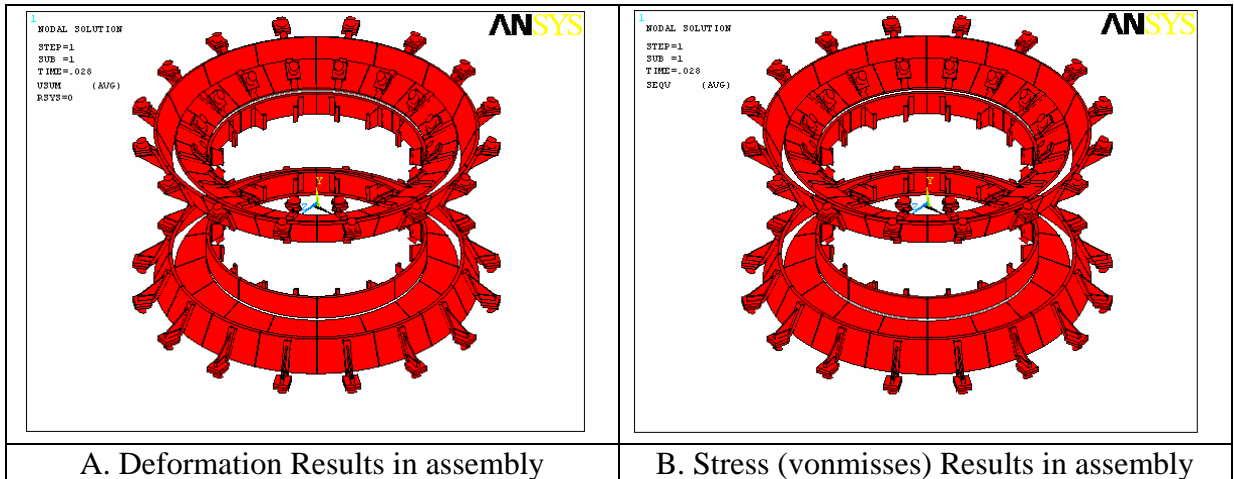 1
NODAL SOLUTION
STEP=1
SUB =1
TIME=.028
USUM (AVG)
RSYS=0
ANSYS
Y
Z
1
NODAL SOLUTION
STEP=1
SUB =1
TIME=.028
SEQV (AVG)
ANSYS
Y
Z
A. Deformation Results in assembly
B. Stress (vonmisses) Results in assembly